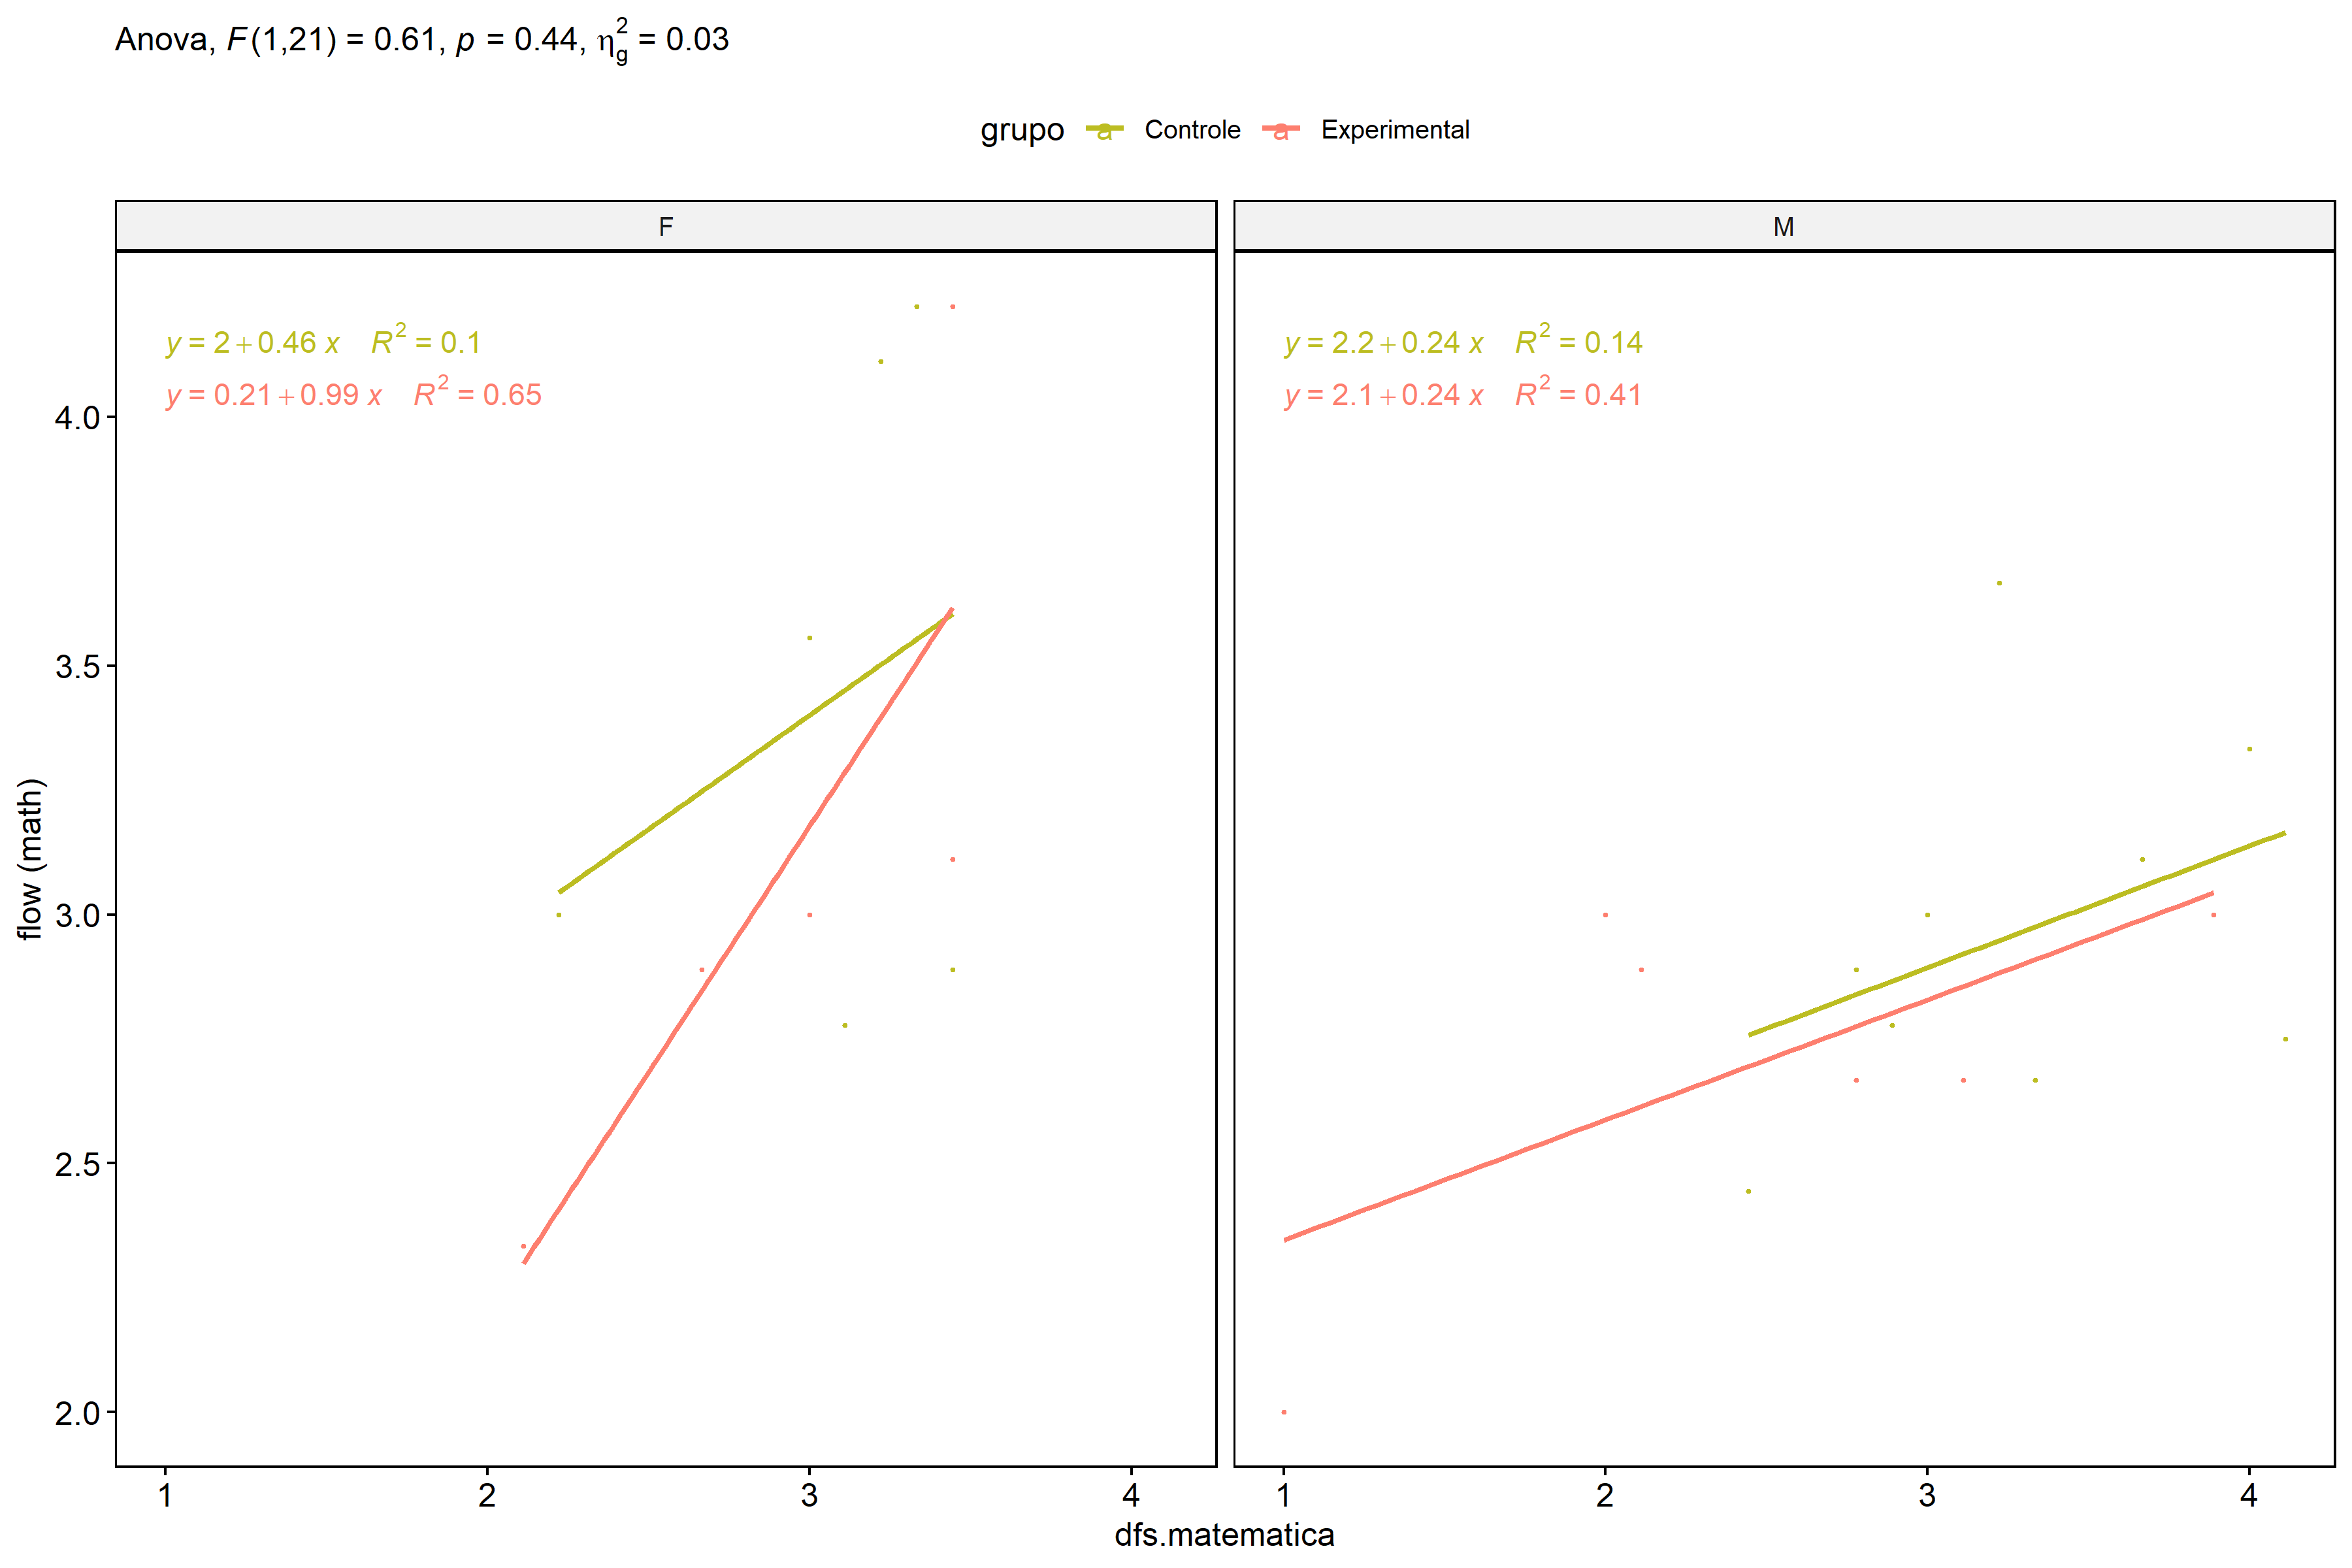 Anova, F(1,21) = 0.61, p = 0.44, η²g = 0.03
grupo a Controle a Experimental
F
M
y = 2 + 0.46 x R² = 0.1
y = 0.21 + 0.99 x R² = 0.65
y = 2.2 + 0.24 x R² = 0.14
y = 2.1 + 0.24 x R² = 0.41
flow (math)
4.0
3.5
3.0
2.5
2.0
1 2 3 4
1 2 3 4
dfs.matematica